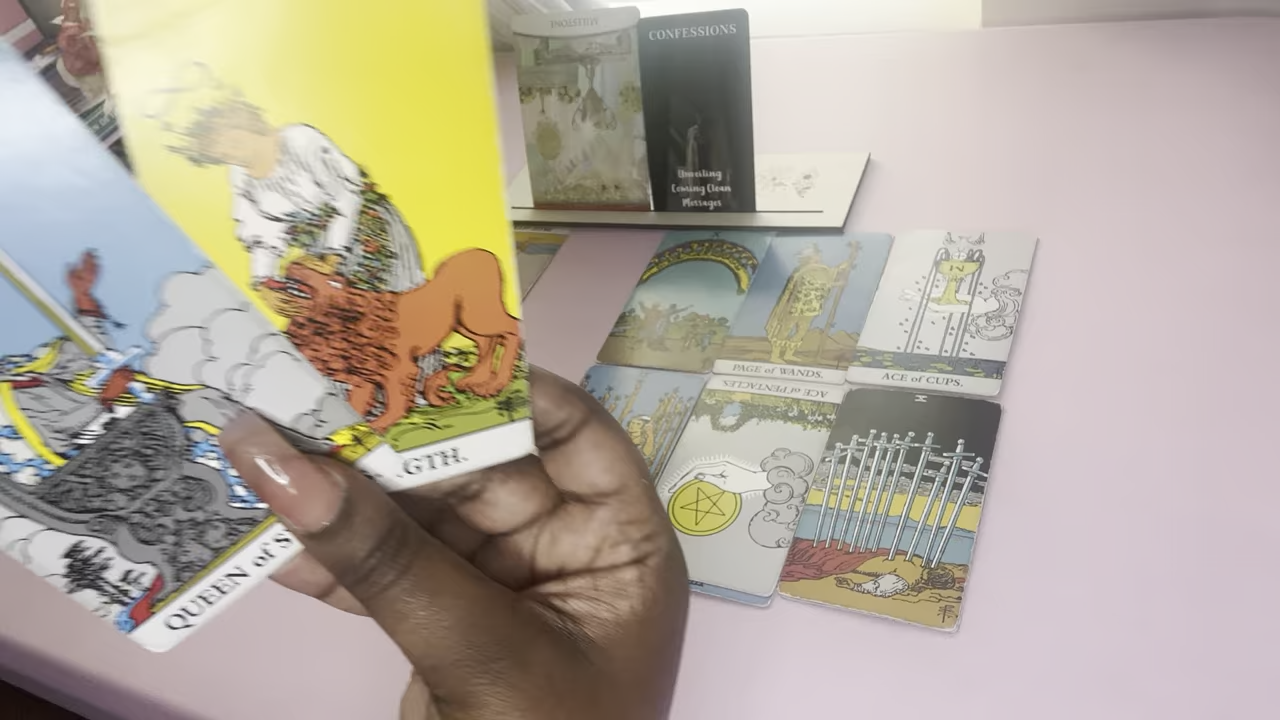 CONFESSIONS
Unveiling
Coming Clean
Messages
X
PAGE of WANDS.
ACE of CUPS.
ACE of PENTACLES.
X
QUEEN of S
GTH.